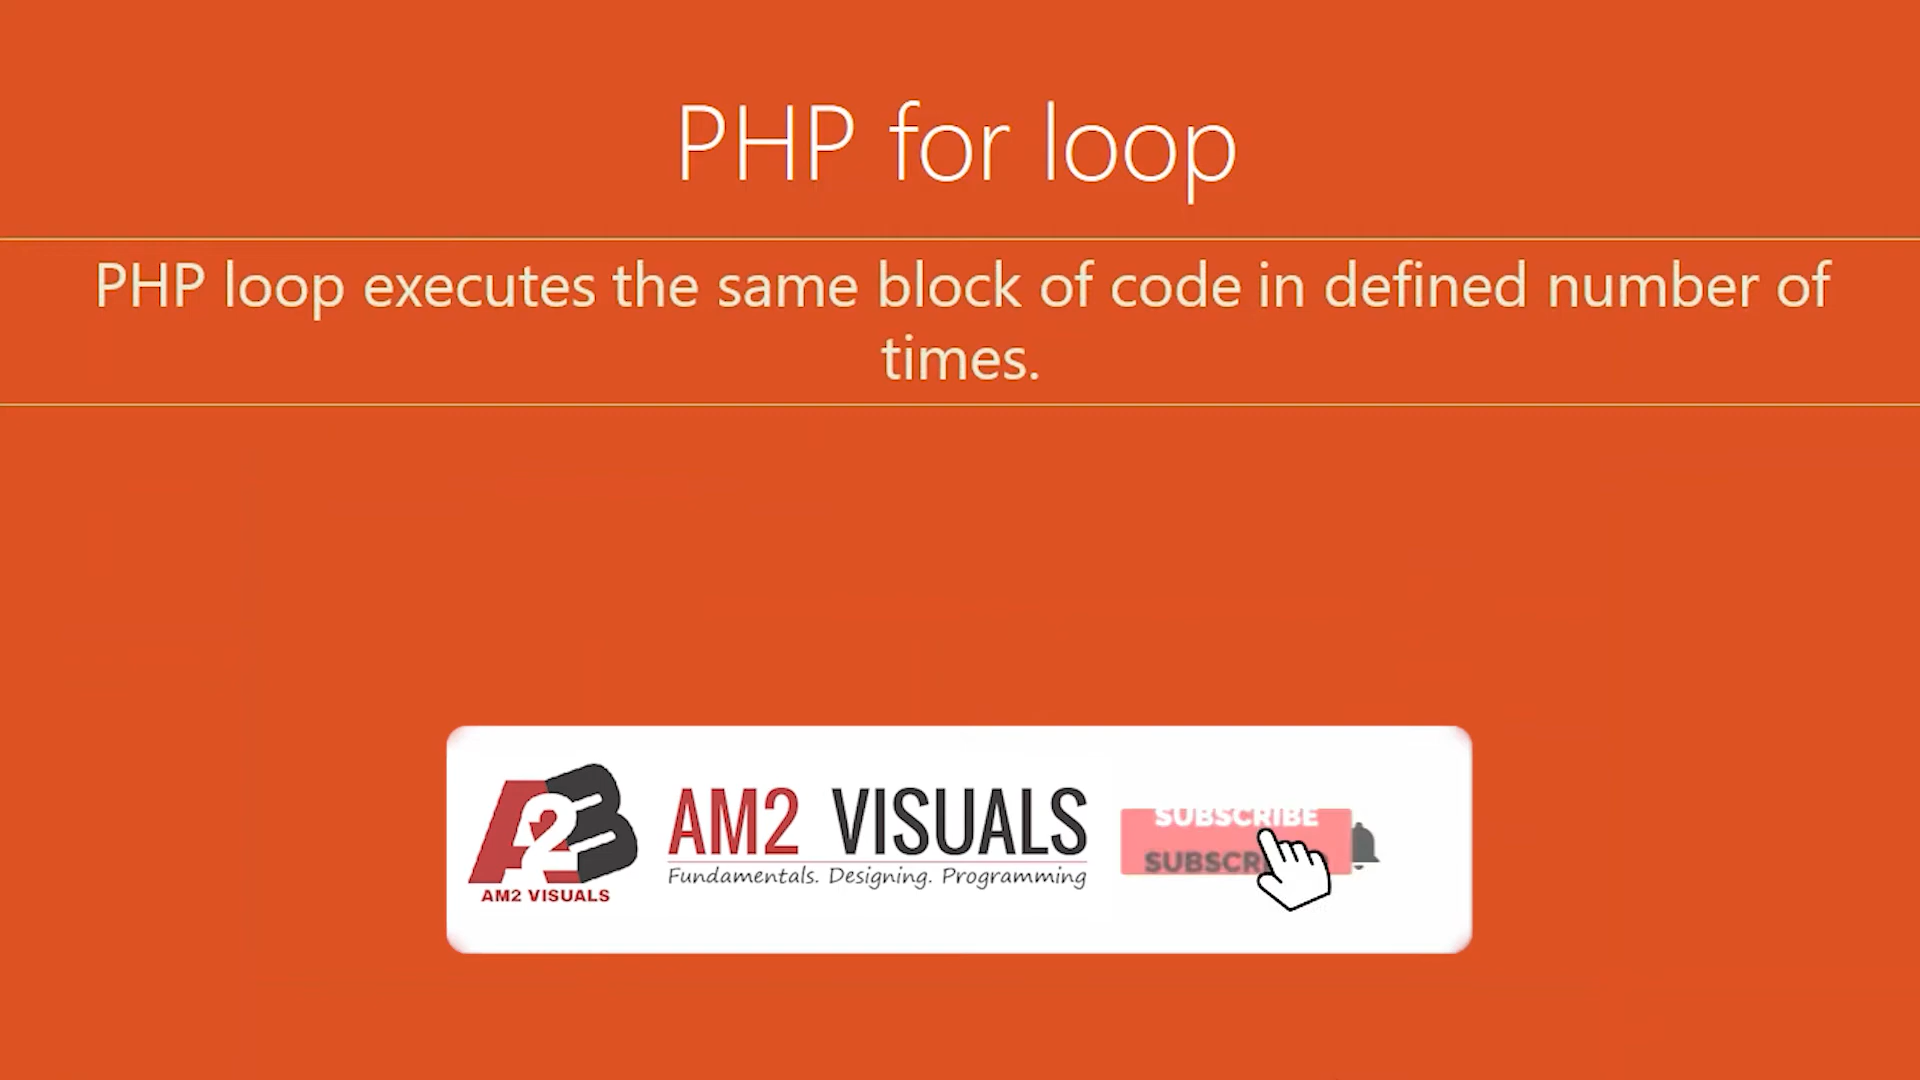 PHP for loop
PHP loop executes the same block of code in defined number of
times.
AM2 VISUALS
AM2 VISUALS
Fundamentals. Designing. Programming
SUBSCRIBE